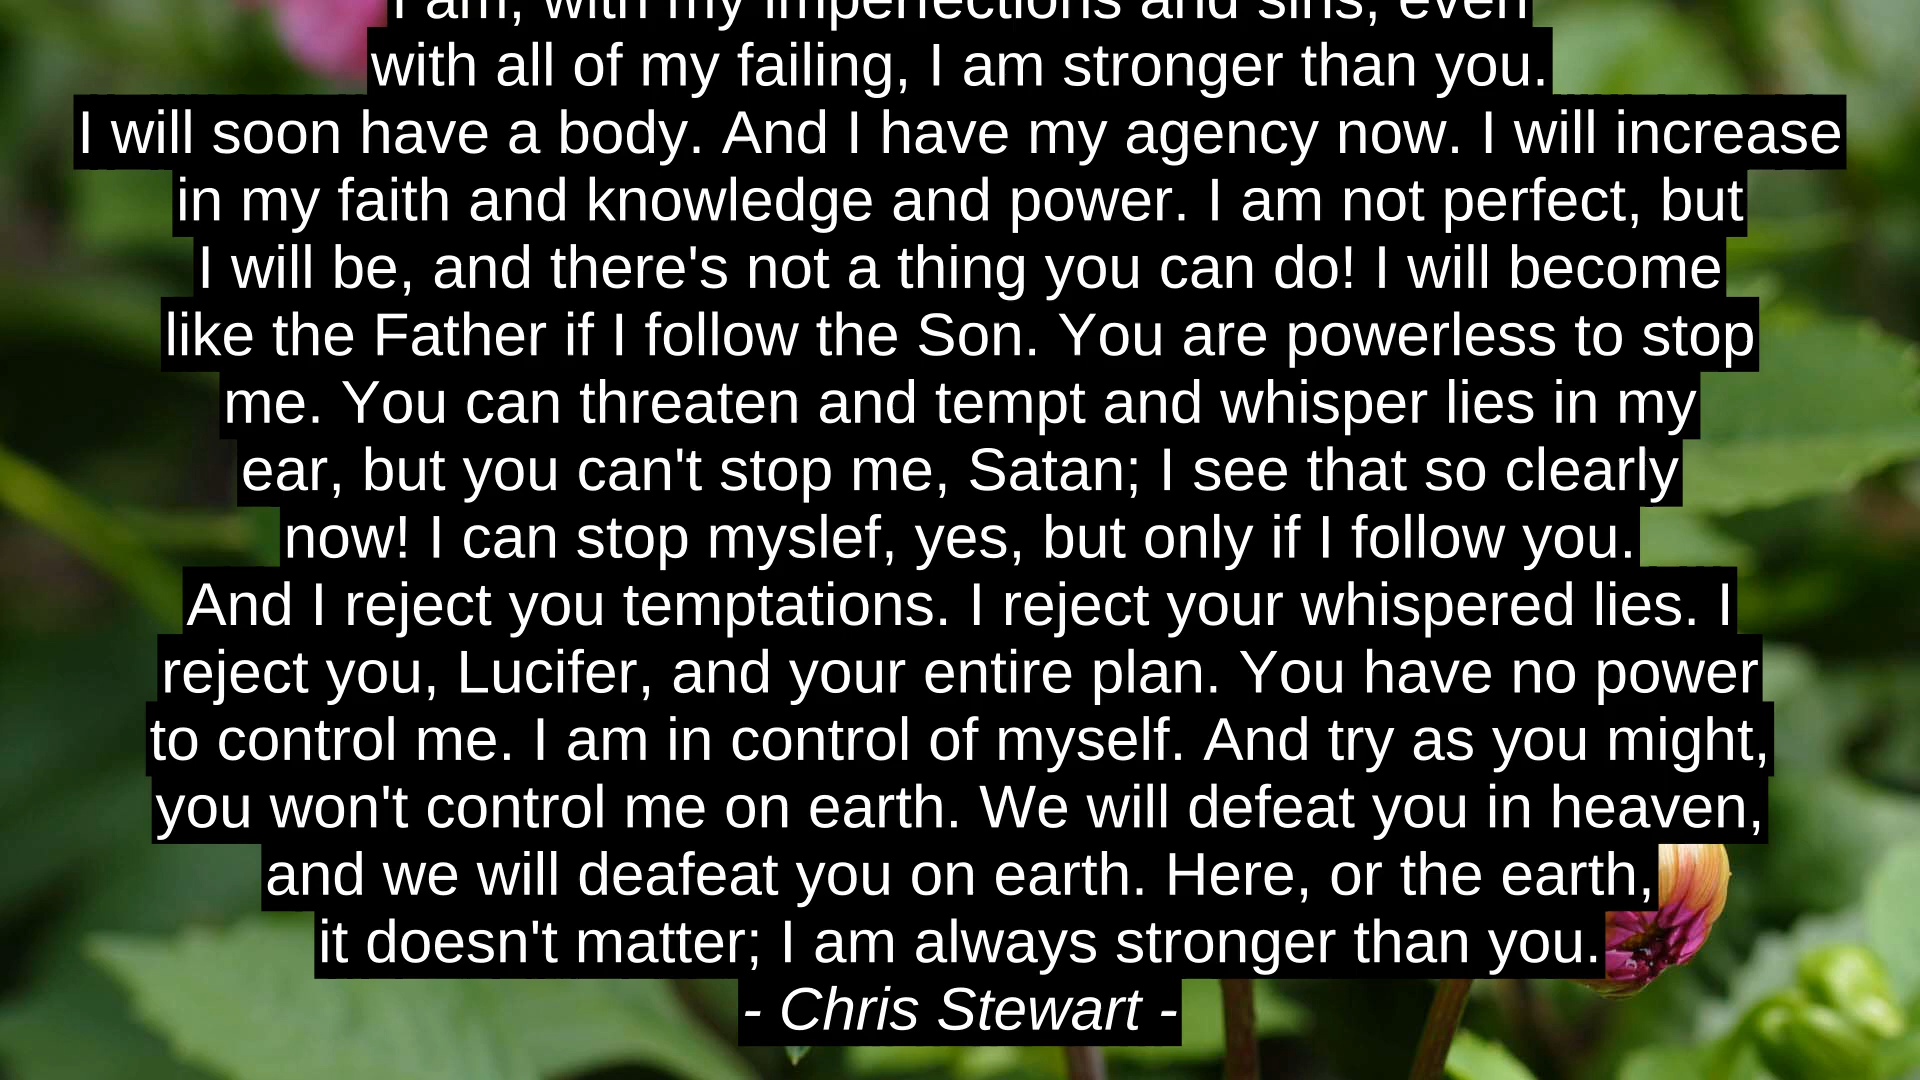 I am, with my imperfections and sins, even
with all of my failing, I am stronger than you.
I will soon have a body. And I have my agency now. I will increase
in my faith and knowledge and power. I am not perfect, but
I will be, and there's not a thing you can do! I will become
like the Father if I follow the Son. You are powerless to stop
me. You can threaten and tempt and whisper lies in my
ear, but you can't stop me, Satan; I see that so clearly
now! I can stop myslef, yes, but only if I follow you.
And I reject you temptations. I reject your whispered lies. I
reject you, Lucifer, and your entire plan. You have no power
to control me. I am in control of myself. And try as you might,
you won't control me on earth. We will defeat you in heaven,
and we will deafeat you on earth. Here, or the earth,
it doesn't matter; I am always stronger than you.
- Chris Stewart -